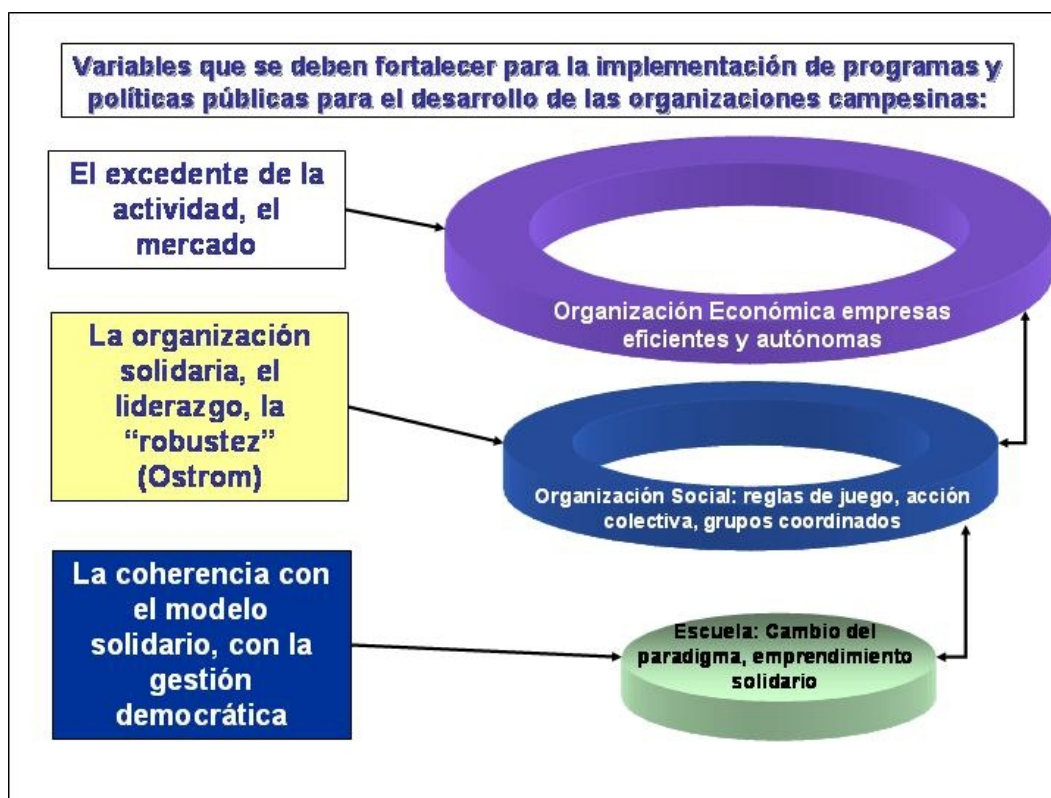 Variables que se deben fortalecer para la implementación de programas y
políticas públicas para el desarrollo de las organizaciones campesinas:
El excedente de la
actividad, el
mercado
Organización Económica empresas
eficientes y autónomas
La organización
solidaria, el
liderazgo, la
“robustez”
(Ostrom)
Organización Social: reglas de juego, acción
colectiva, grupos coordinados
La coherencia con
el modelo
solidario, con la
gestión
democrática
Escuela: Cambio del
paradigma, emprendimiento
solidario